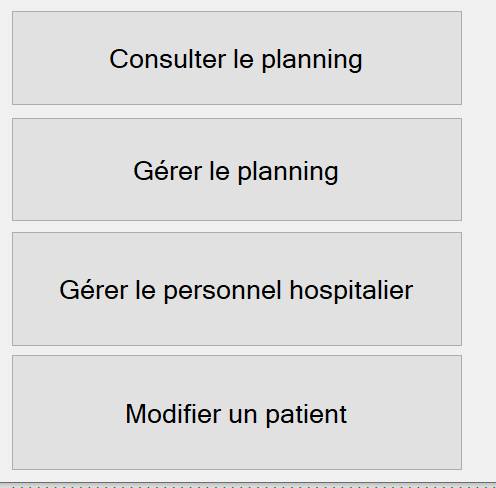 Consulter le planning
Gérer le planning
Gérer le personnel hospitalier
Modifier un patient